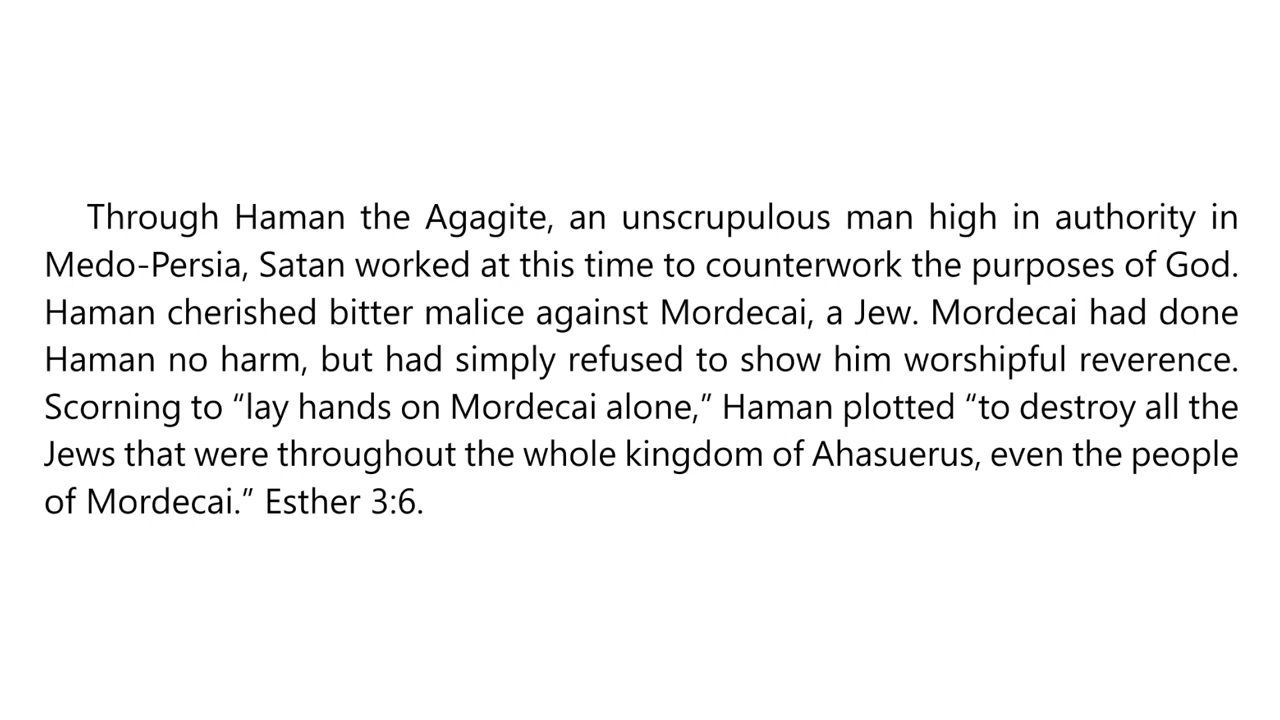 Through Haman the Agagite, an unscrupulous man high in authority in
Medo-Persia, Satan worked at this time to counterwork the purposes of God.
Haman cherished bitter malice against Mordecai, a Jew. Mordecai had done
Haman no harm, but had simply refused to show him worshipful reverence.
Scorning to “lay hands on Mordecai alone,” Haman plotted “to destroy all the
Jews that were throughout the whole kingdom of Ahasuerus, even the people
of Mordecai.” Esther 3:6.